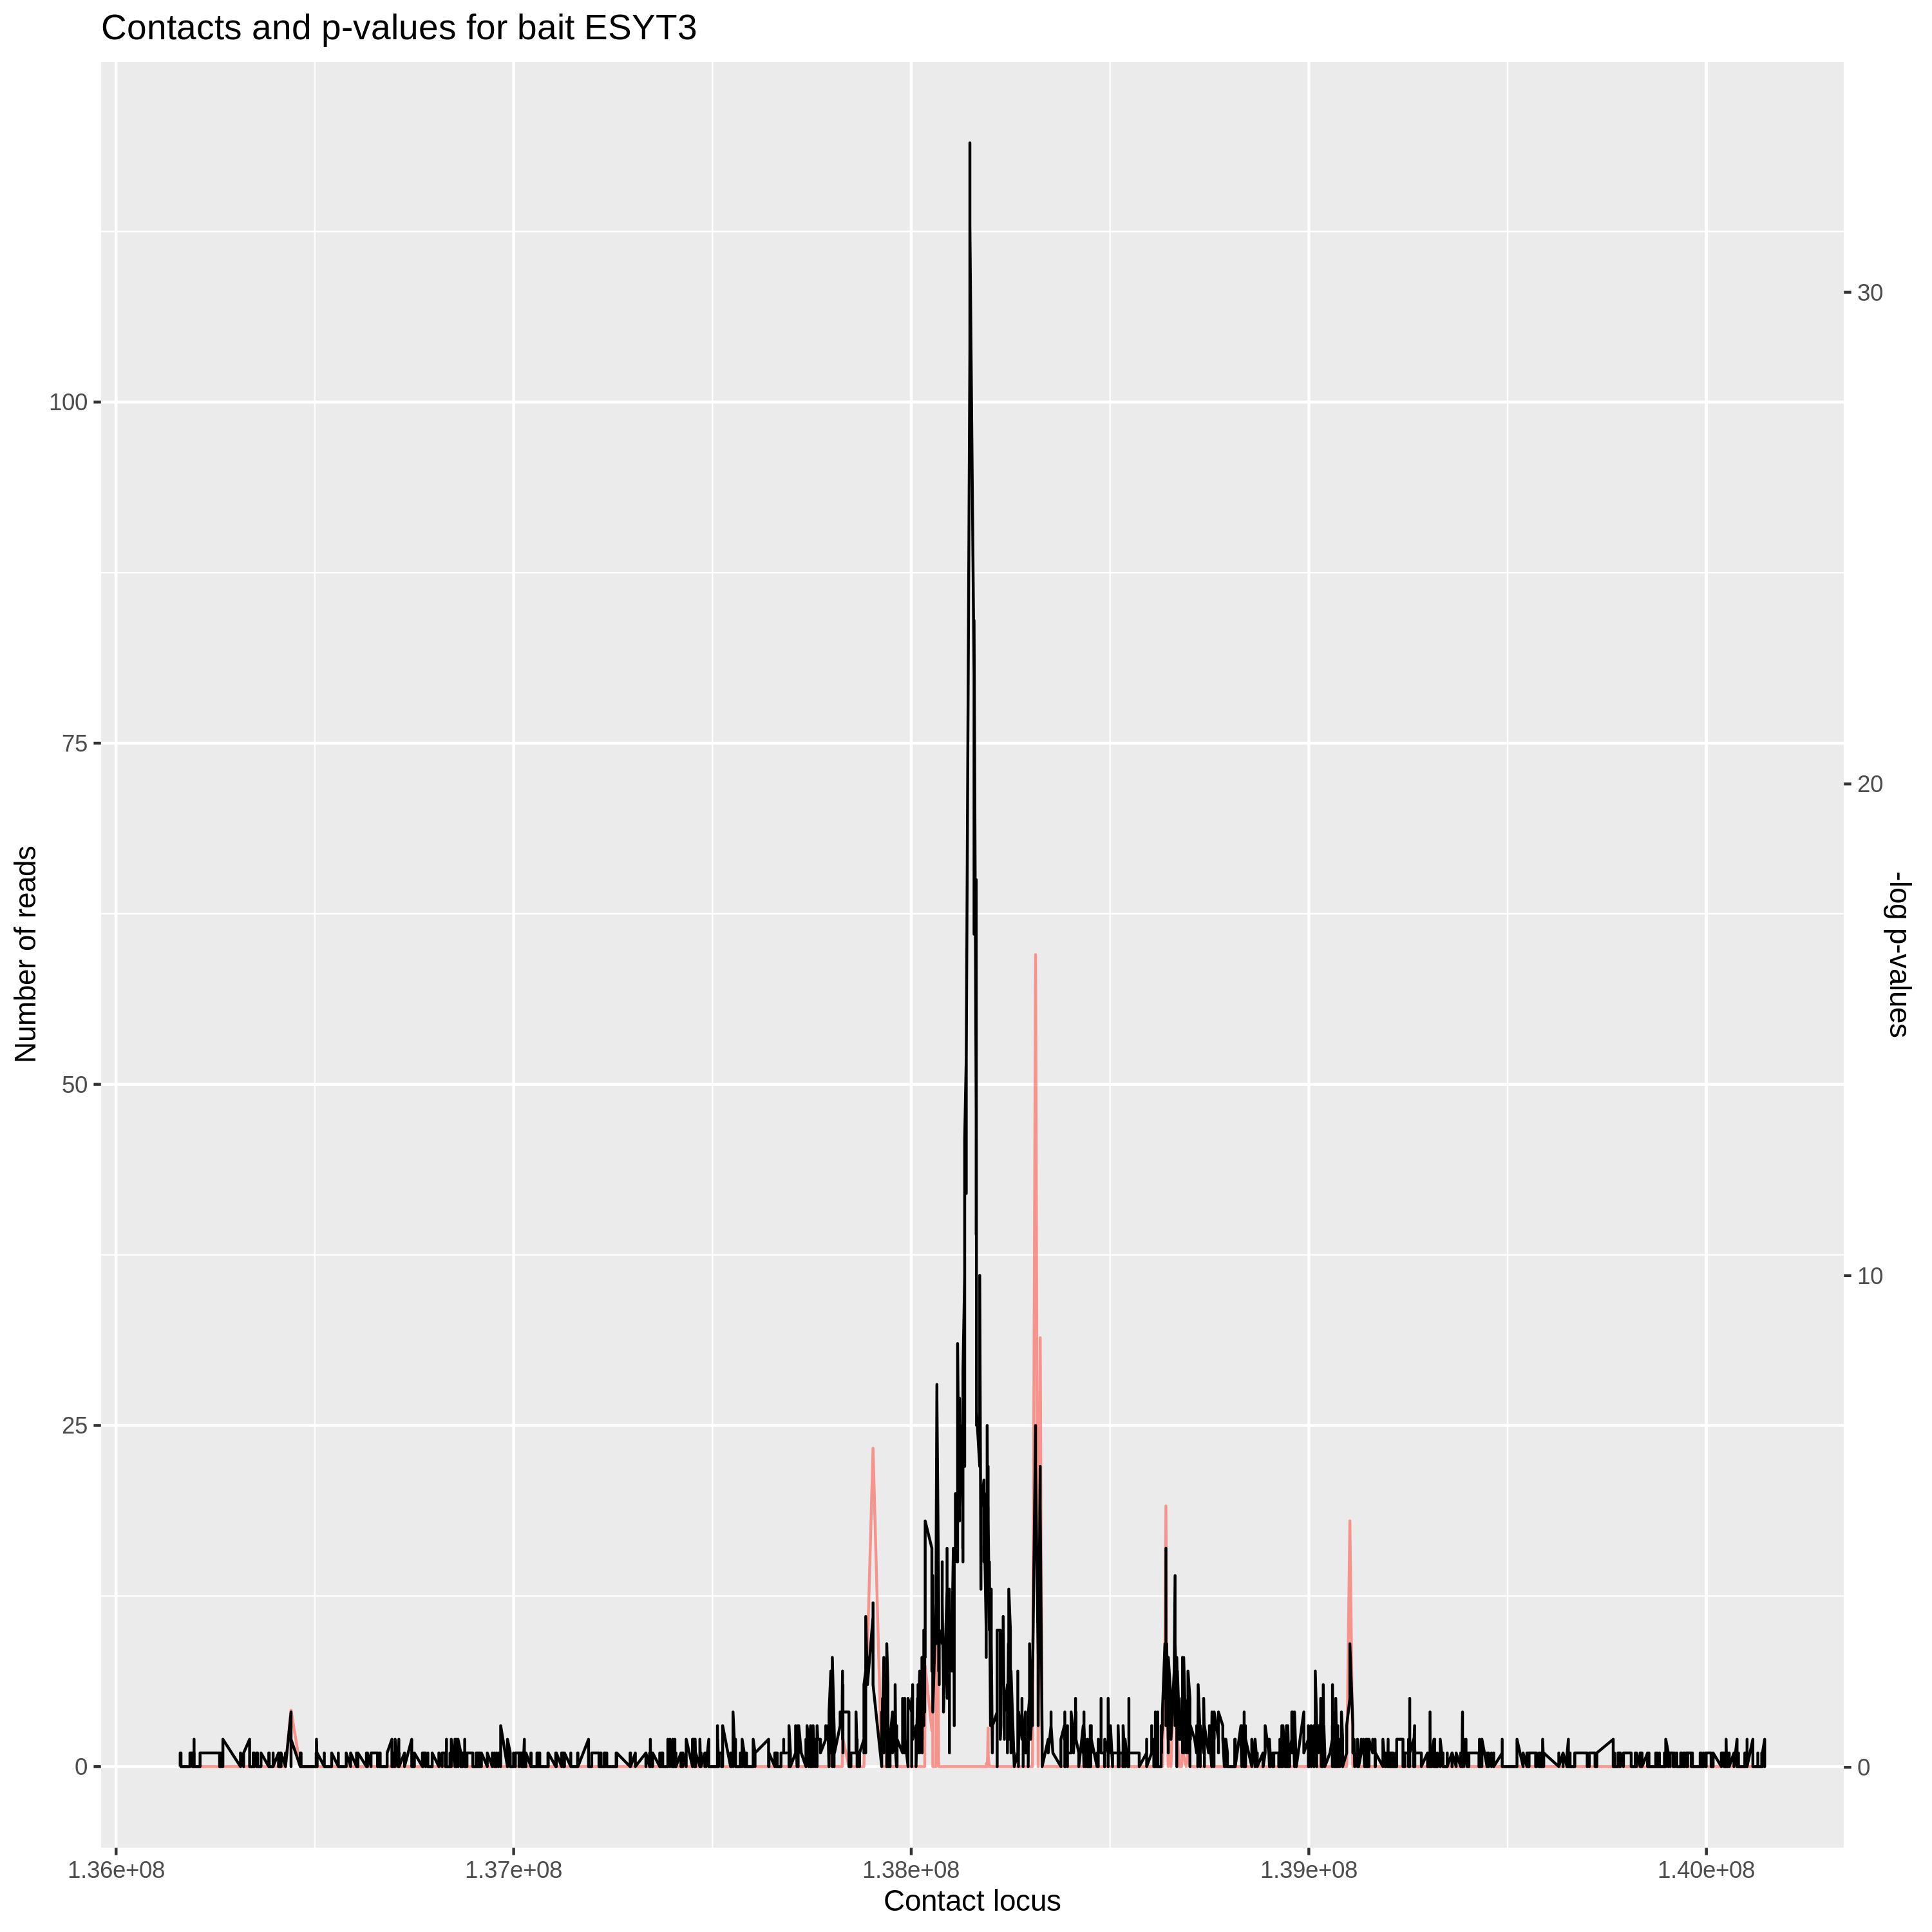 Contacts and p-values for bait ESYT3
Number of reads
100
75
50
25
0
30
20
10
0
-log p-values
1.36e+08
1.37e+08
1.38e+08
1.39e+08
1.40e+08
Contact locus